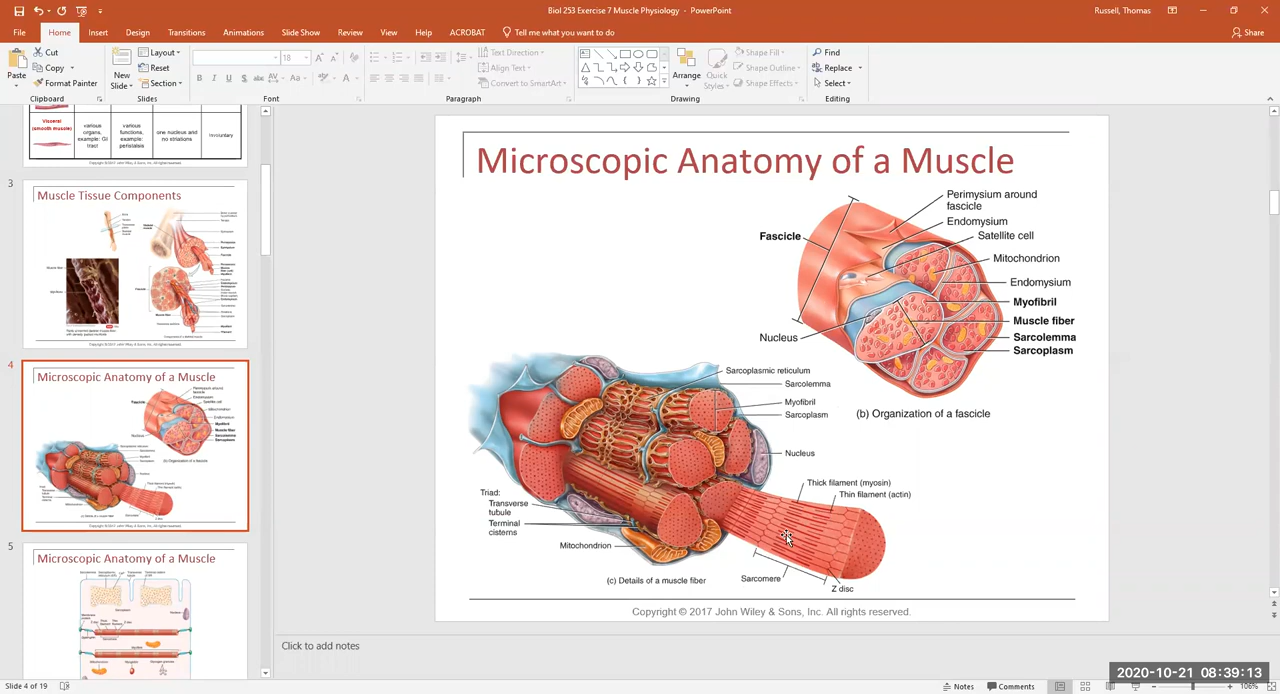 Biol 253 Exercise 7 Muscle Physiology - PowerPoint
Russell, Thomas
File Home Insert Design Transitions Animations Slide Show Review View Help ACROBAT Tell me what you want to do
Share
Cut
Copy
Format Painter
Paste
Clipboard
New
Slide
Layout
Reset
Section
Slides
18
Font
Text Direction
Align Text
Convert to SmartArt
Paragraph
Arrange
Quick
Styles
Shape Fill
Shape Outline
Shape Effects
Drawing
Find
Replace
Select
Editing
Visceral
(smooth muscle)
various
organs,
example: GI
tract
various
functions,
example:
peristalsis
one nucleus and
no striations
involuntary
3
Muscle Tissue Components
4
Microscopic Anatomy of a Muscle
5
Microscopic Anatomy of a Muscle
Microscopic Anatomy of a Muscle
Perimysium around
fascicle
Endomysium
Fascicle
Satellite cell
Mitochondrion
Endomysium
Myofibril
Muscle fiber
Nucleus
Sarcolemma
Sarcoplasm
(b) Organization of a fascicle
Sarcoplasmic reticulum
Sarcolemma
Myofibril
Sarcoplasm
Nucleus
Thick filament (myosin)
Thin filament (actin)
Triad:
Transverse
tubule
Terminal
cisterns
Mitochondrion
(c) Details of a muscle fiber
Sarcomere
Z disc
Copyright © 2017 John Wiley & Sons, Inc. All rights reserved.
Click to add notes
2020-10-21 08:39:13
Slide 4 of 19
Notes
Comments
106%